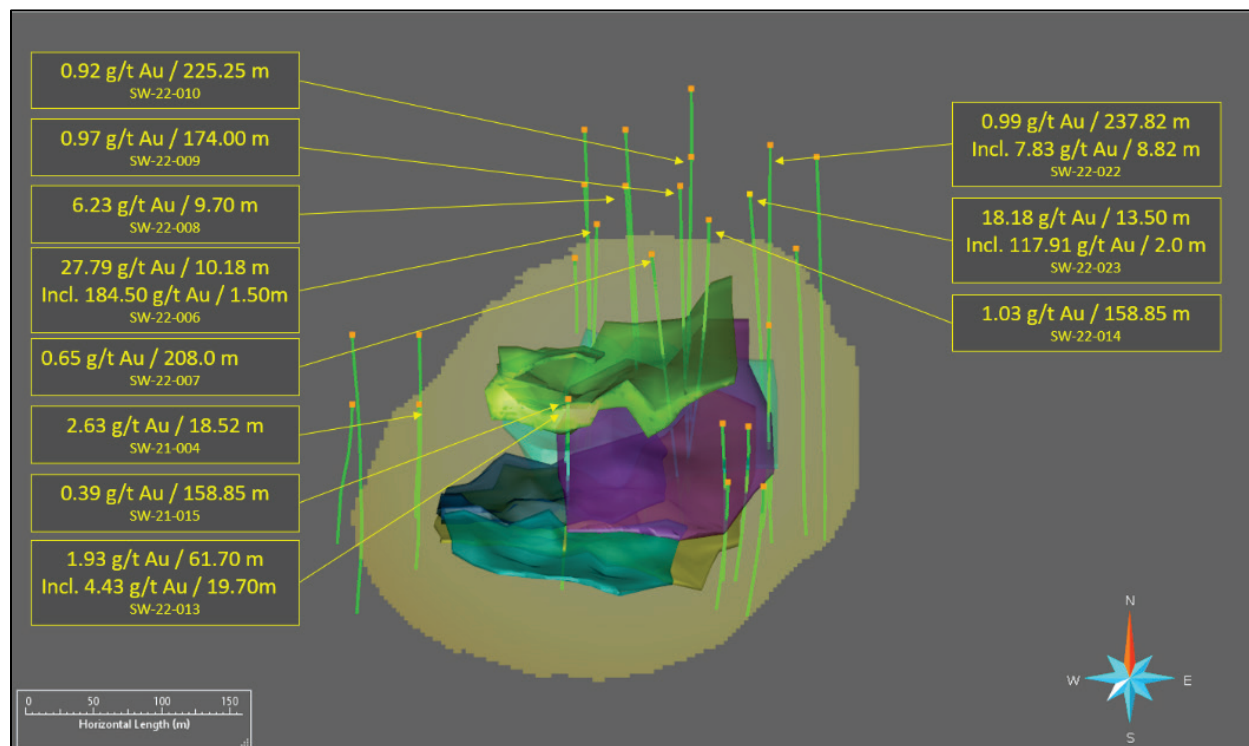 0.92 g/t Au / 225.25 m
SW-22-010
0.97 g/t Au / 174.00 m
SW-22-009
6.23 g/t Au / 9.70 m
SW-22-008
27.79 g/t Au / 10.18 m
Incl. 184.50 g/t Au / 1.50m
SW-22-006
0.65 g/t Au / 208.0 m
SW-22-007
2.63 g/t Au / 18.52 m
SW-21-004
0.39 g/t Au / 158.85 m
SW-21-015
1.93 g/t Au / 61.70 m
Incl. 4.43 g/t Au / 19.70m
SW-22-013
0.99 g/t Au / 237.82 m
Incl. 7.83 g/t Au / 8.82 m
SW-22-022
18.18 g/t Au / 13.50 m
Incl. 117.91 g/t Au / 2.0 m
SW-22-023
1.03 g/t Au / 158.85 m
SW-22-014
N
W E
S
0 50 100 150
Horizontal Length (m)